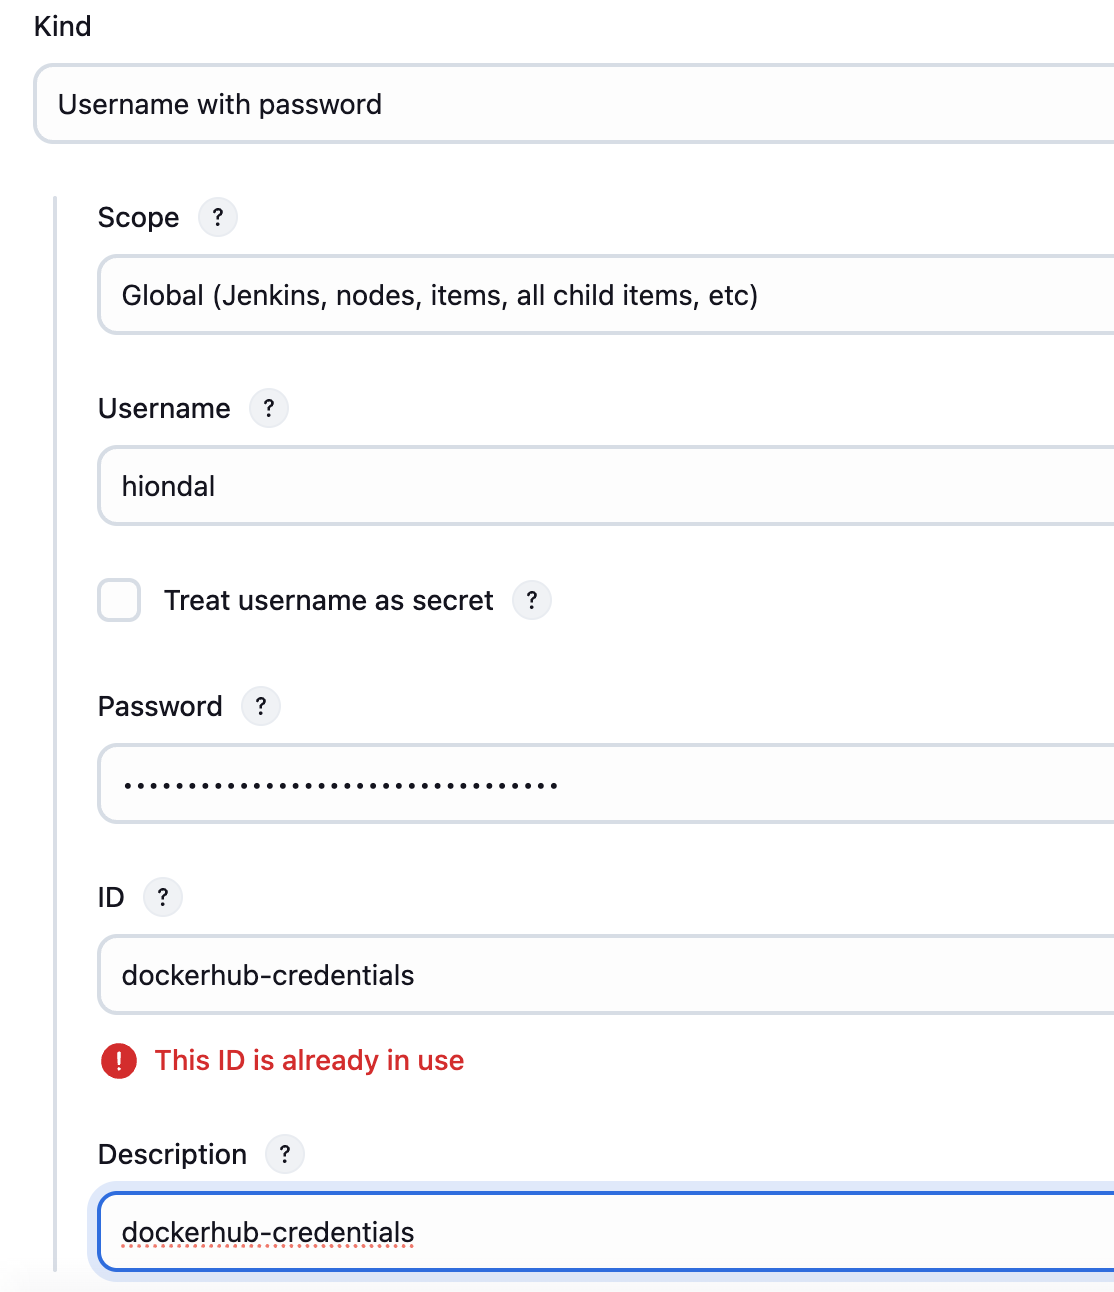 Kind
Username with password
Scope ?
Global (Jenkins, nodes, items, all child items, etc)
Username ?
hiondal
Treat username as secret ?
Password ?
••••••••••••••••••••••••••••••••••
ID ?
dockerhub-credentials
! This ID is already in use
Description ?
dockerhub-credentials